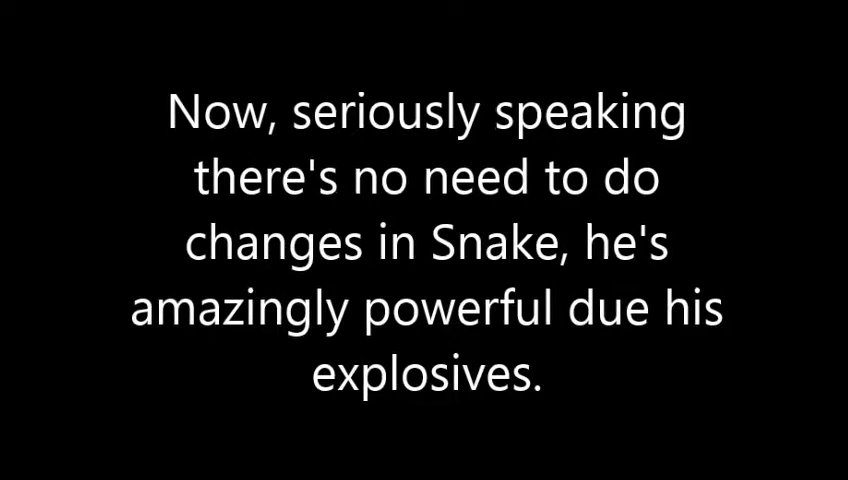 Now, seriously speaking
there's no need to do
changes in Snake, he's
amazingly powerful due his
explosives.